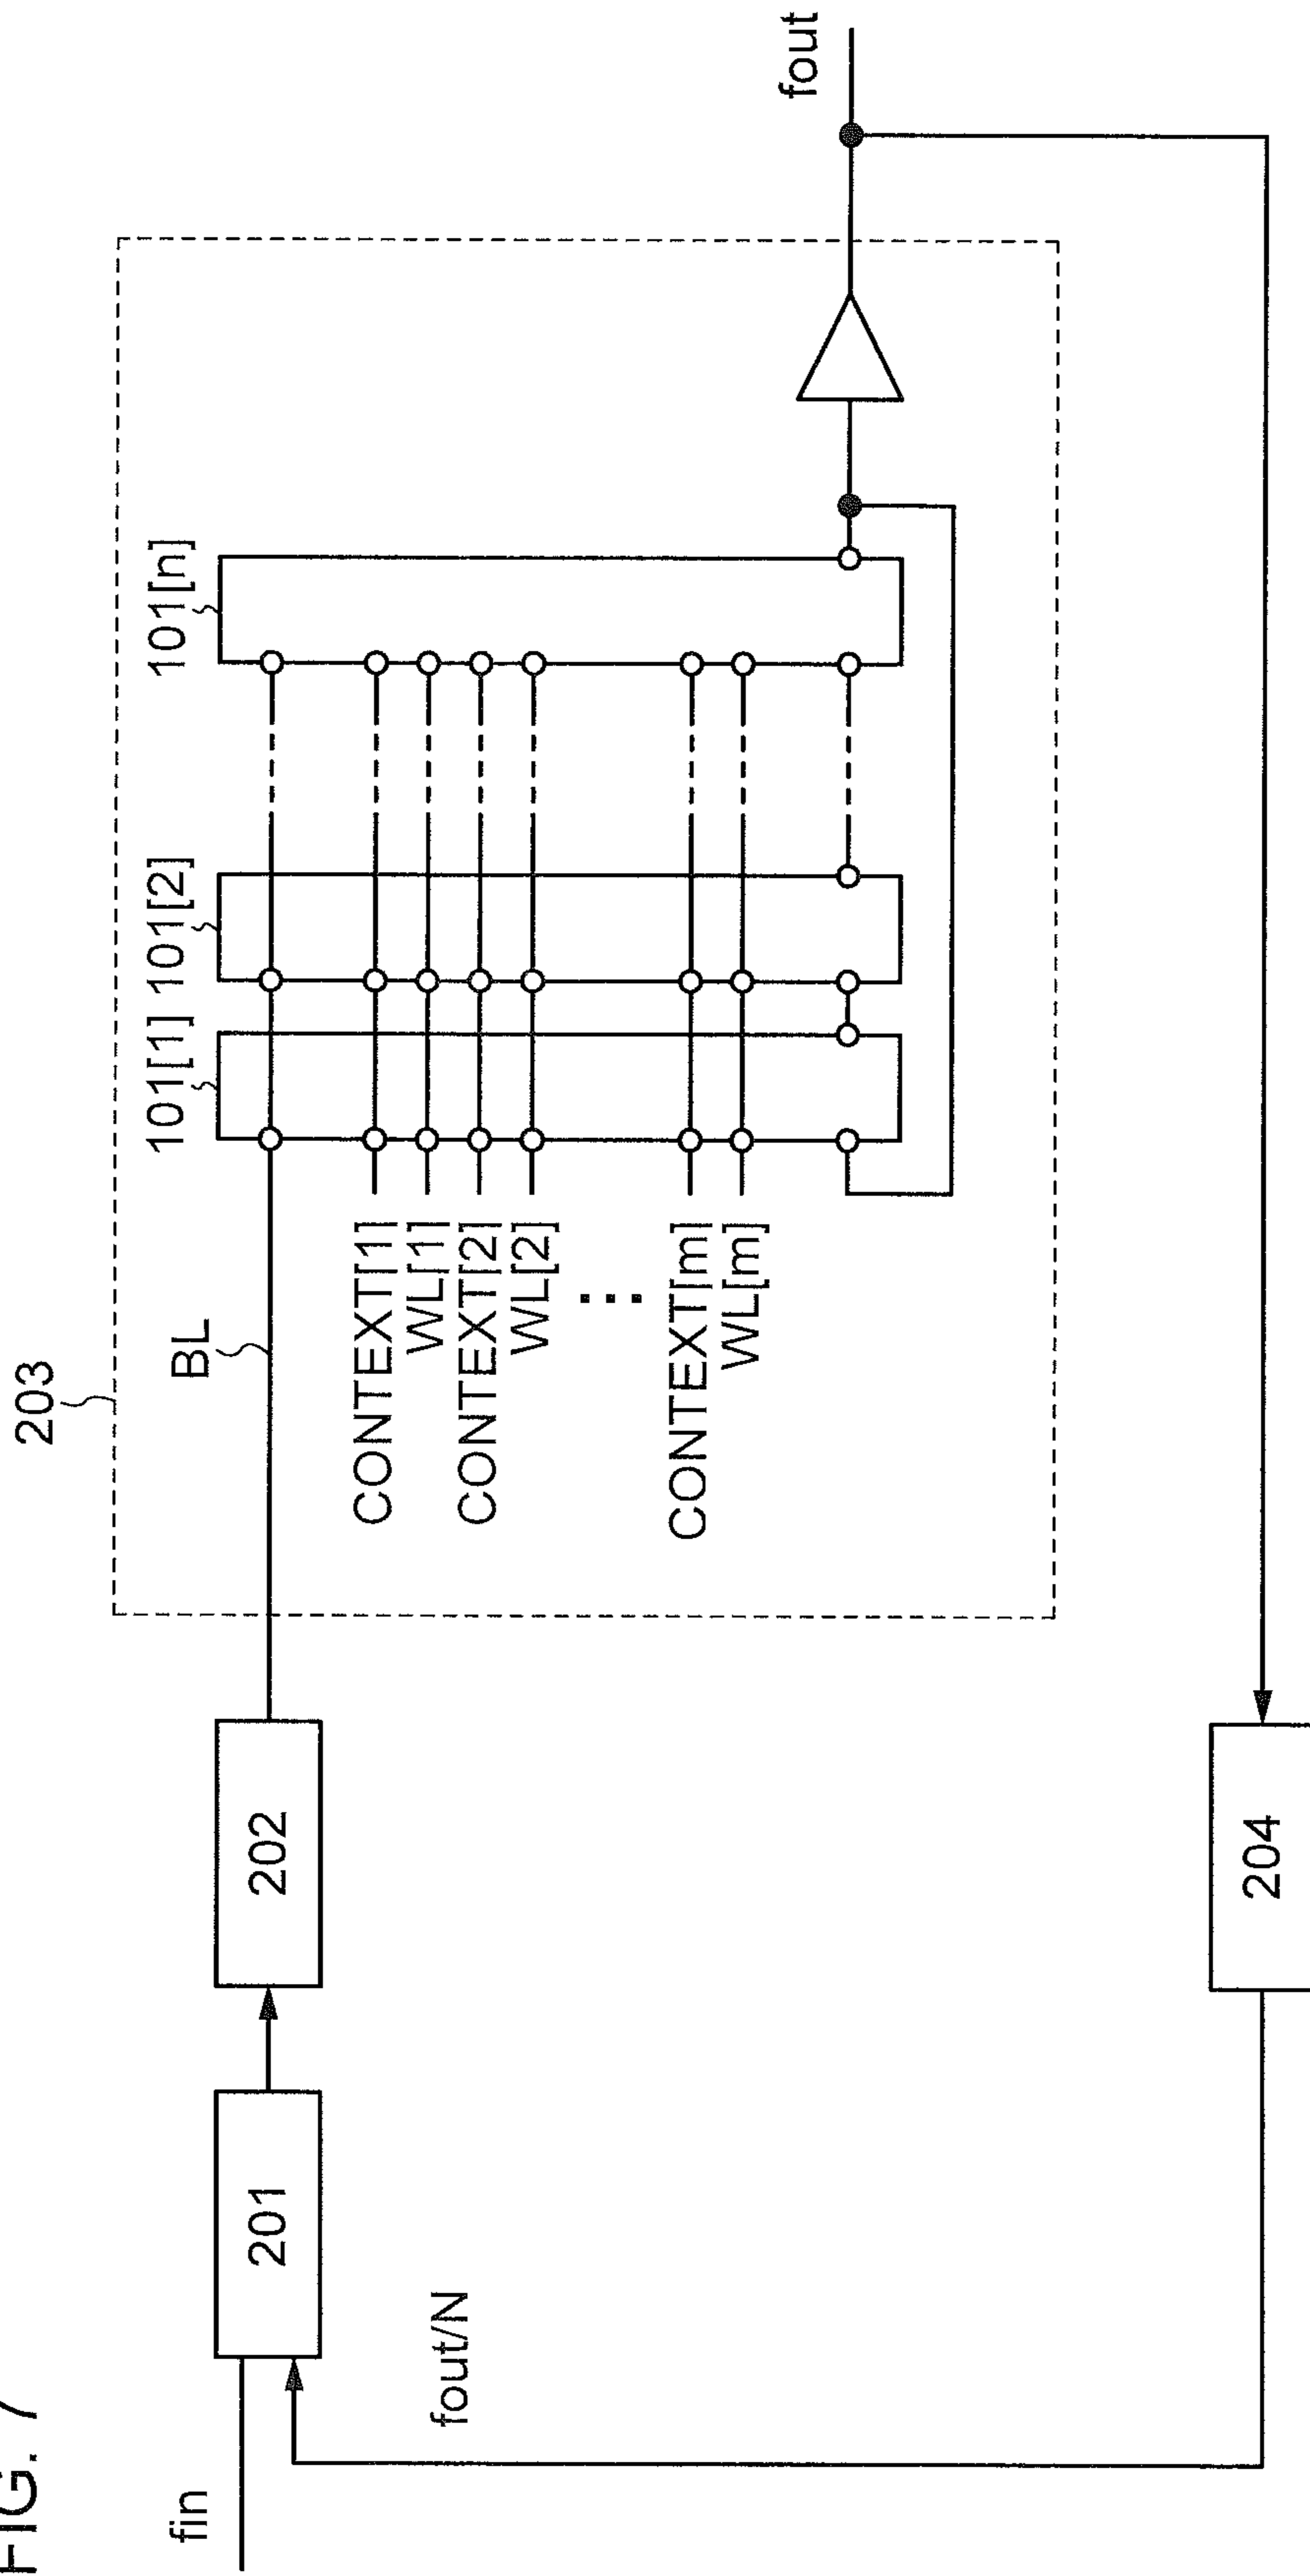 FIG. 7
203
101[1] 101[2]
101[n]
BL
CONTEXT[1]
WL[1]
CONTEXT[2]
WL[2]
⋮
CONTEXT[m]
WL[m]
fin
201
202
fout
fout/N
204